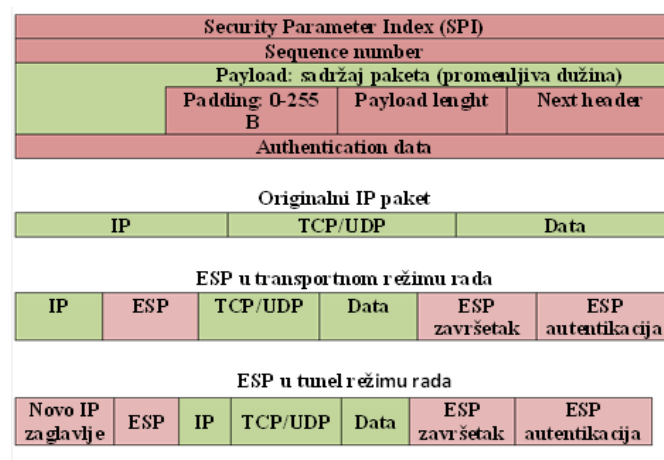 Security Parameter Index (SPI)
Sequence number
Payload: sadržaj paketa (promenljiva dužina)
Padding: 0-255 Payload lenght Next header
B
Authentication data
Originalni IP paket
IP TCP/UDP Data
ESP u transportnom režimu rada
IP ESP TCP/UDP Data ESP ESP
završetak autentikacija
ESP u tunel režimu rada
Novo IP ESP IP TCP/UDP Data ESP ESP
zaglavlje završetak autentikacija